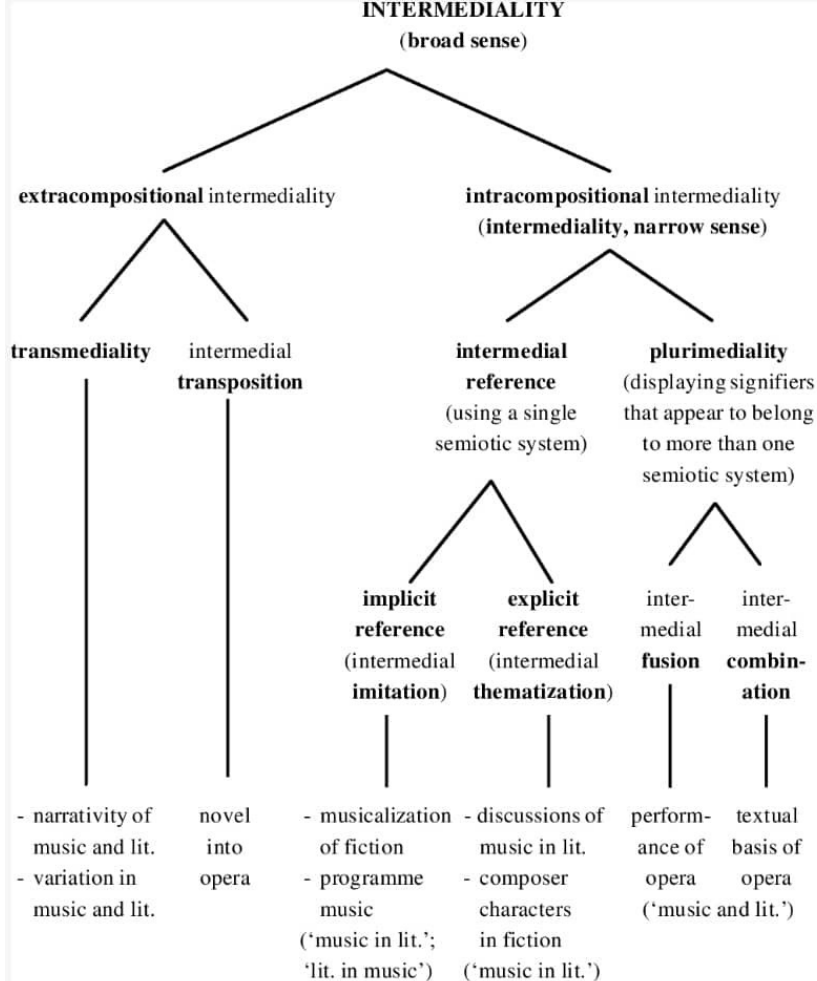 INTERMEDIALITY
(broad sense)
extracompositional intermediality
intracompositional intermediality
(intermediality, narrow sense)
transmediality
intermedial
transposition
intermedial
reference
(using a single
semiotic system)
plurimediality
(displaying signifiers
that appear to belong
to more than one
semiotic system)
implicit
reference
(intermedial
imitation)
explicit
reference
(intermedial
thematization)
inter-
medial
fusion
inter-
medial
combin-
ation
- narrativity of
music and lit.
- variation in
music and lit.
novel
into
opera
- musicalization
of fiction
- programme
music
('music in lit.';
'lit. in music')
- discussions of
music in lit.
- composer
characters
in fiction
('music in lit.')
perform-
ance of
opera
textual
basis of
opera
('music and lit.')